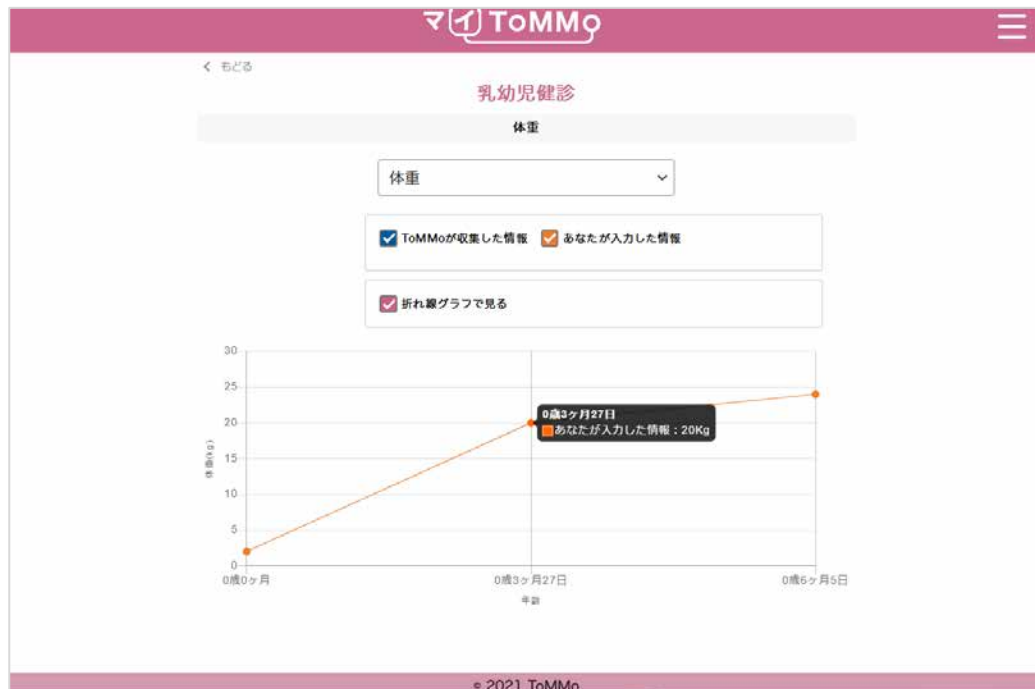 マイToMMo
もどる
乳幼児健診
体重
体重
ToMMoが収集した情報 あなたが入力した情報
折れ線グラフで見る
30
25
20
15
10
5
0
体重(kg)
0歳3ヶ月27日
あなたが入力した情報:20Kg
0歳0ヶ月 0歳3ヶ月27日 0歳6ヶ月5日
年齢
© 2021 ToMMo